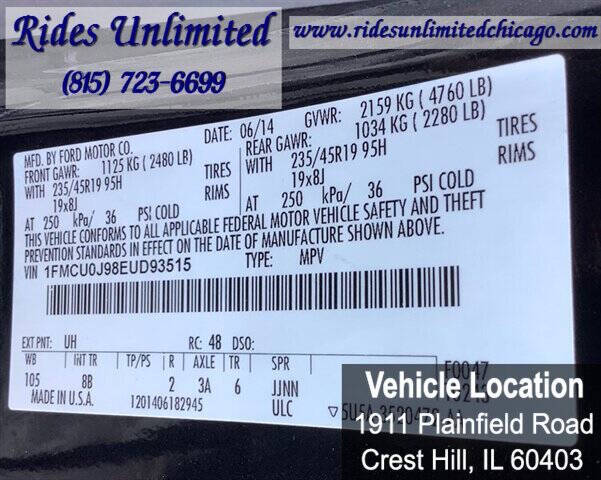 Rides Unlimited
(815) 723-6699
www.ridesunlimitedchicago.com
MFD. BY FORD MOTOR CO.
DATE: 06/14 GVWR: 2159 KG ( 4760 LB)
FRONT GAWR: 1125 KG ( 2480 LB)
REAR GAWR: 1034 KG ( 2280 LB)
WITH 235/45R19 95H TIRES
WITH 235/45R19 95H TIRES
19x8J RIMS
19x8J RIMS
AT 250 kPa/ 36 PSI COLD
AT 250 kPa/ 36 PSI COLD
THIS VEHICLE CONFORMS TO ALL APPLICABLE FEDERAL MOTOR VEHICLE SAFETY AND THEFT
PREVENTION STANDARDS IN EFFECT ON THE DATE OF MANUFACTURE SHOWN ABOVE.
VIN 1FMCU0J98EUD93515 TYPE: MPV
EXT PNT: UH RC: 48 DSO:
WB INT TR TP/PS R AXLE TR SPR
105 8B 2 3A 6 JJNN
MADE IN U.S.A. 1201406182945 ULC
F0047
Vehicle Location
1911 Plainfield Road
Crest Hill, IL 60403